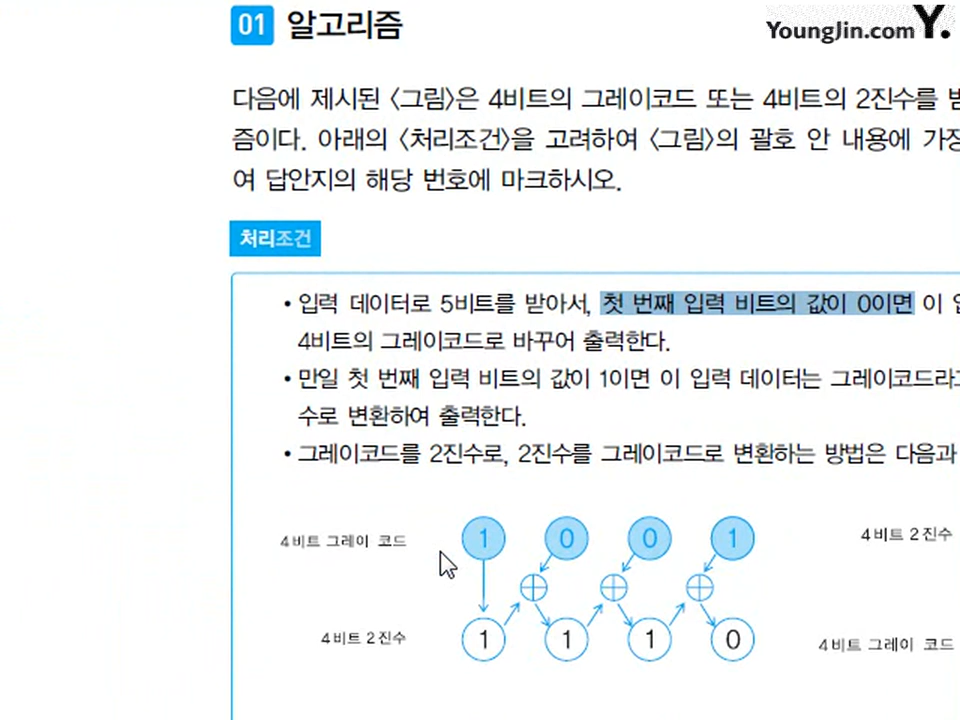 01 알고리즘
YoungJin.com Y.
다음에 제시된 〈그림〉은 4비트의 그레이코드 또는 4비트의 2진수를
즘이다. 아래의 〈처리조건〉을 고려하여 〈그림〉의 괄호 안 내용에 가장
여 답안지의 해당 번호에 마크하시오.
처리조건
• 입력 데이터로 5비트를 받아서, 첫 번째 입력 비트의 값이 0이면 이
4비트의 그레이코드로 바꾸어 출력한다.
• 만일 첫 번째 입력 비트의 값이 1이면 이 입력 데이터는 그레이코드라고
수로 변환하여 출력한다.
• 그레이코드를 2진수로, 2진수를 그레이코드로 변환하는 방법은 다음과
4비트 그레이 코드 1 0 0 1 4비트 2진수
4비트 2진수 1 1 1 0 4비트 그레이 코드